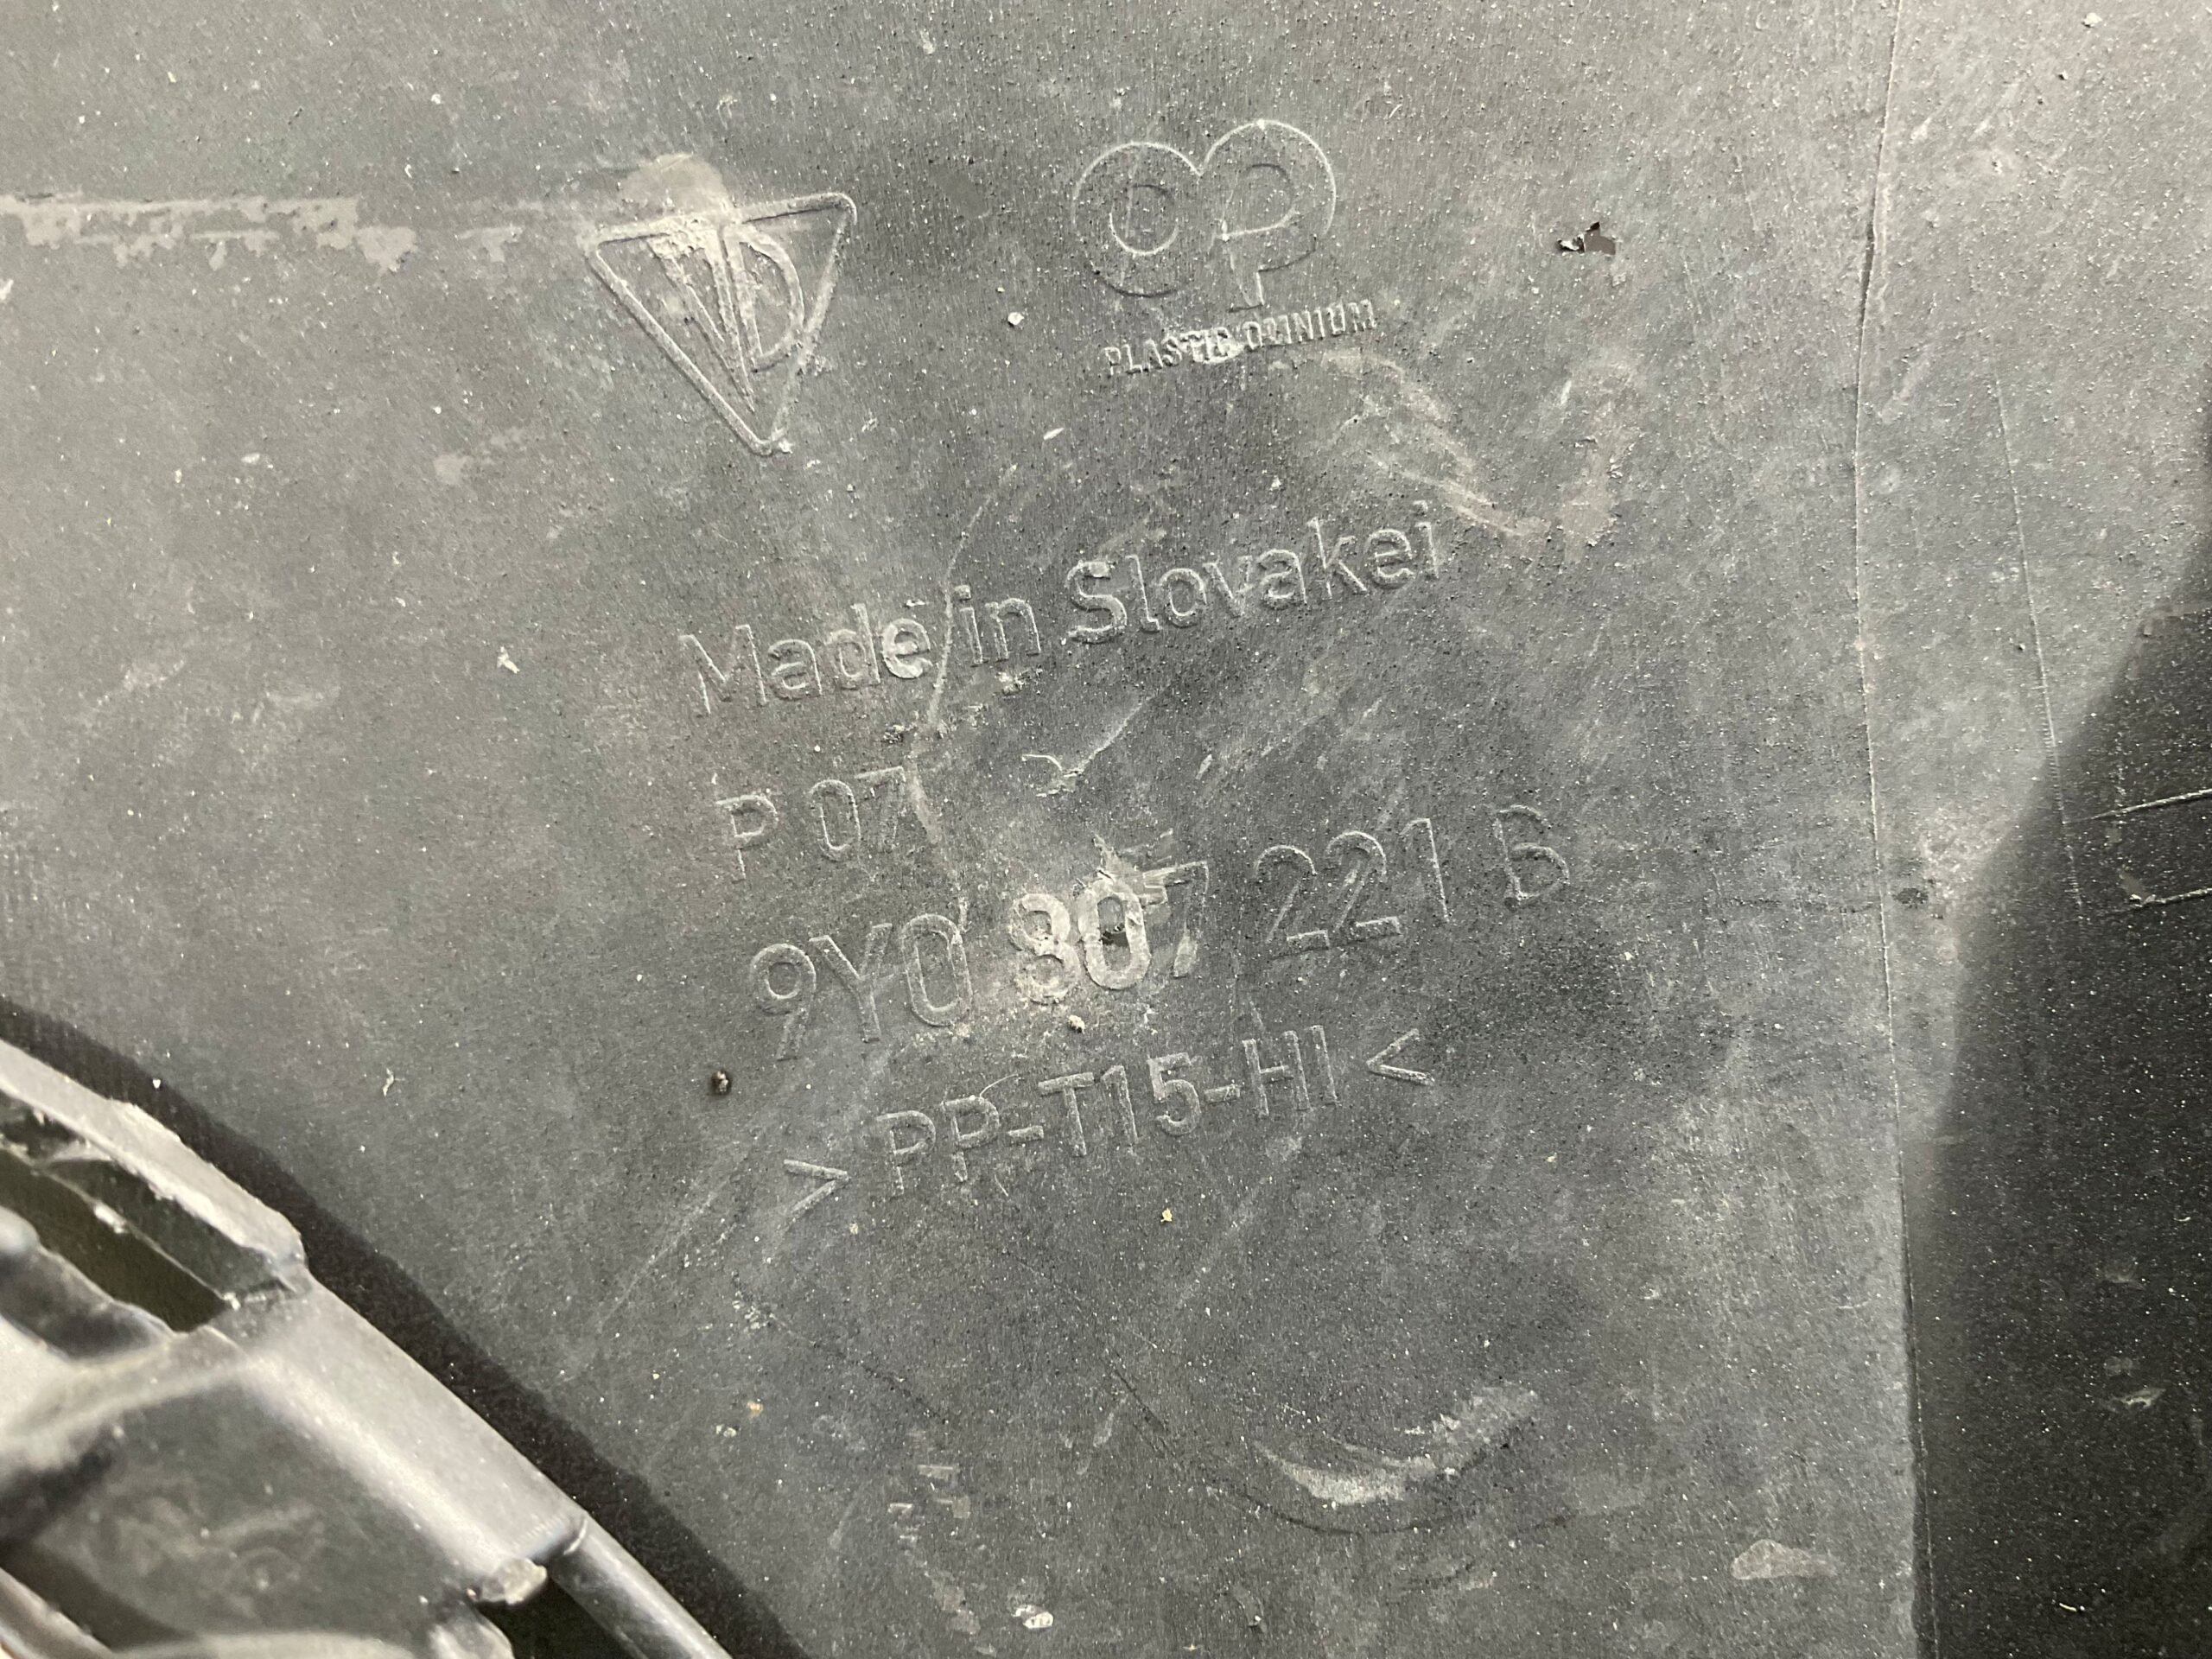 PLASTIC OMNIUM
Made in Slovakei
P 07
9Y0 807 221 B
> PP-T15-HI <